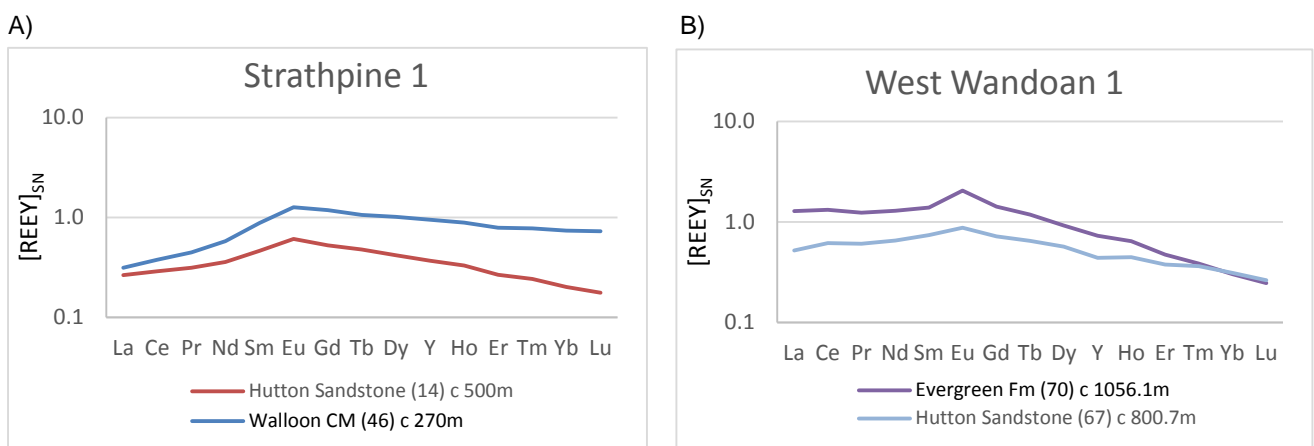 A)
Strathpine 1
10.0
1.0
0.1
[REEY]SN
La Ce Pr Nd Sm Eu Gd Tb Dy Y Ho Er Tm Yb Lu
Hutton Sandstone (14) c 500m
Walloon CM (46) c 270m
B)
West Wandoan 1
10.0
1.0
0.1
[REEY]SN
La Ce Pr Nd Sm Eu Gd Tb Dy Y Ho Er Tm Yb Lu
Evergreen Fm (70) c 1056.1m
Hutton Sandstone (67) c 800.7m